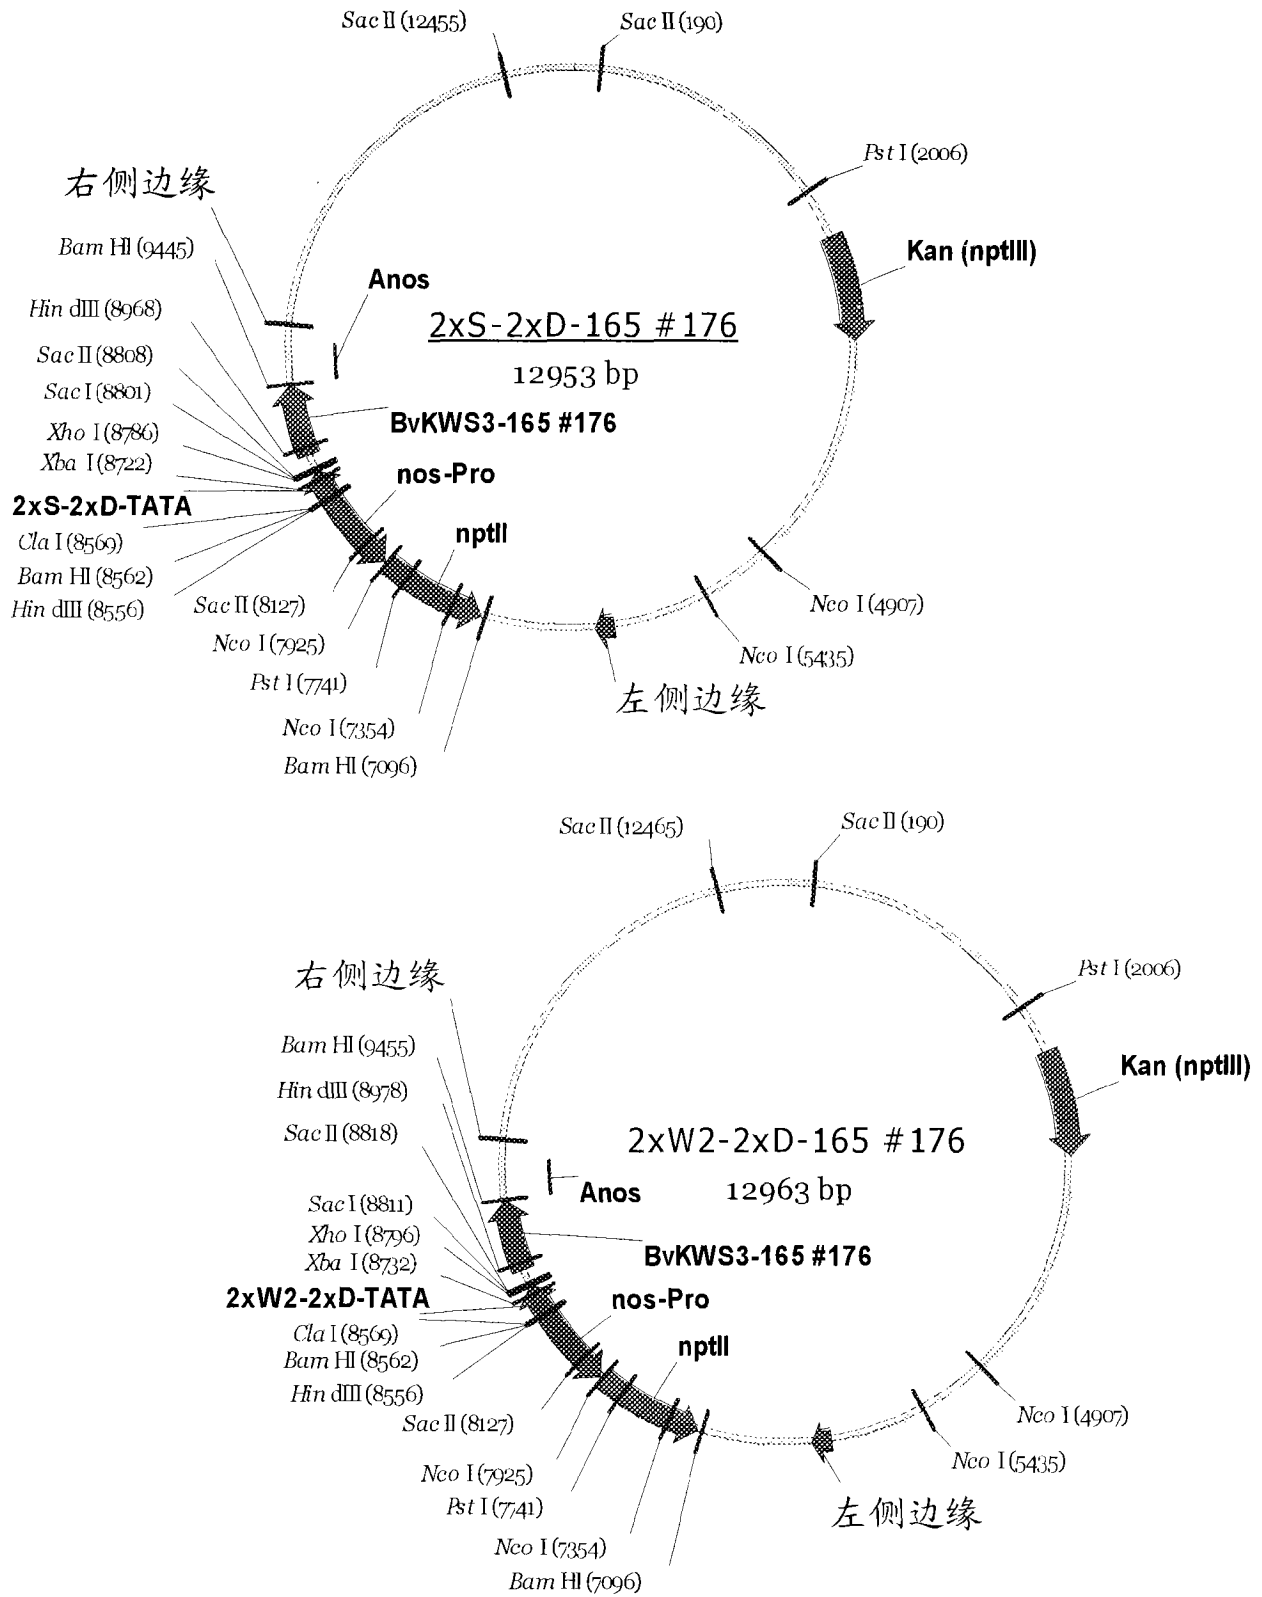 Sac II (12455)
Sac II (190)
Pst I (2006)
右侧边缘
Bam HI (9445)
Kan (nptIII)
Anos
Hin dIII (8968)
2xS-2xD-165 #176
Sac II (8808)
12953 bp
Sac I (8801)
BvKWS3-165 #176
Xho I (8786)
Xba I (8722)
nos-Pro
2xS-2xD-TATA
nptII
Cla I (8569)
Bam HI (8562)
Hin dIII (8556)
Sac II (8127)
Nco I (4907)
Nco I (7925)
Nco I (5435)
Pst I (7741)
左侧边缘
Nco I (7354)
Bam HI (7096)
Sac II (12465)
Sac II (190)
右侧边缘
Pst I (2006)
Bam HI (9455)
Kan (nptIII)
Hin dIII (8978)
Sac II (8818)
2xW2-2xD-165 #176
Anos
12963 bp
Sac I (8811)
Xho I (8796)
BvKWS3-165 #176
Xba I (8732)
2xW2-2xD-TATA
nos-Pro
Cla I (8569)
nptII
Bam HI (8562)
Hin dIII (8556)
Sac II (8127)
Nco I (4907)
Nco I (5435)
Nco I (7925)
Pst I (7741)
左侧边缘
Nco I (7354)
Bam HI (7096)